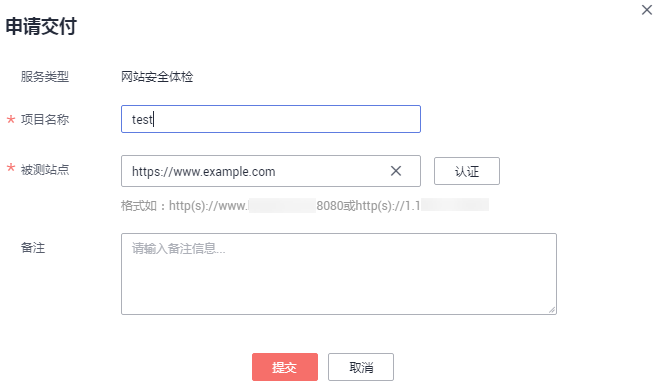 申请交付
服务类型 网站安全体检
* 项目名称 test
* 被测站点 https://www.example.com 认证
格式如：http(s)://www. 8080或http(s)://1.1
备注 请输入备注信息...
提交 取消